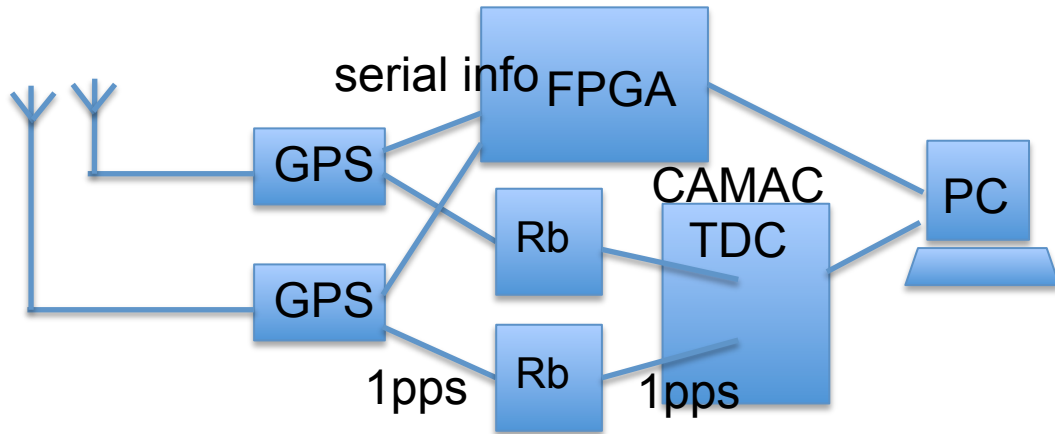 serial info
FPGA
GPS
CAMAC
TDC
PC
Rb
GPS
Rb
1pps
1pps